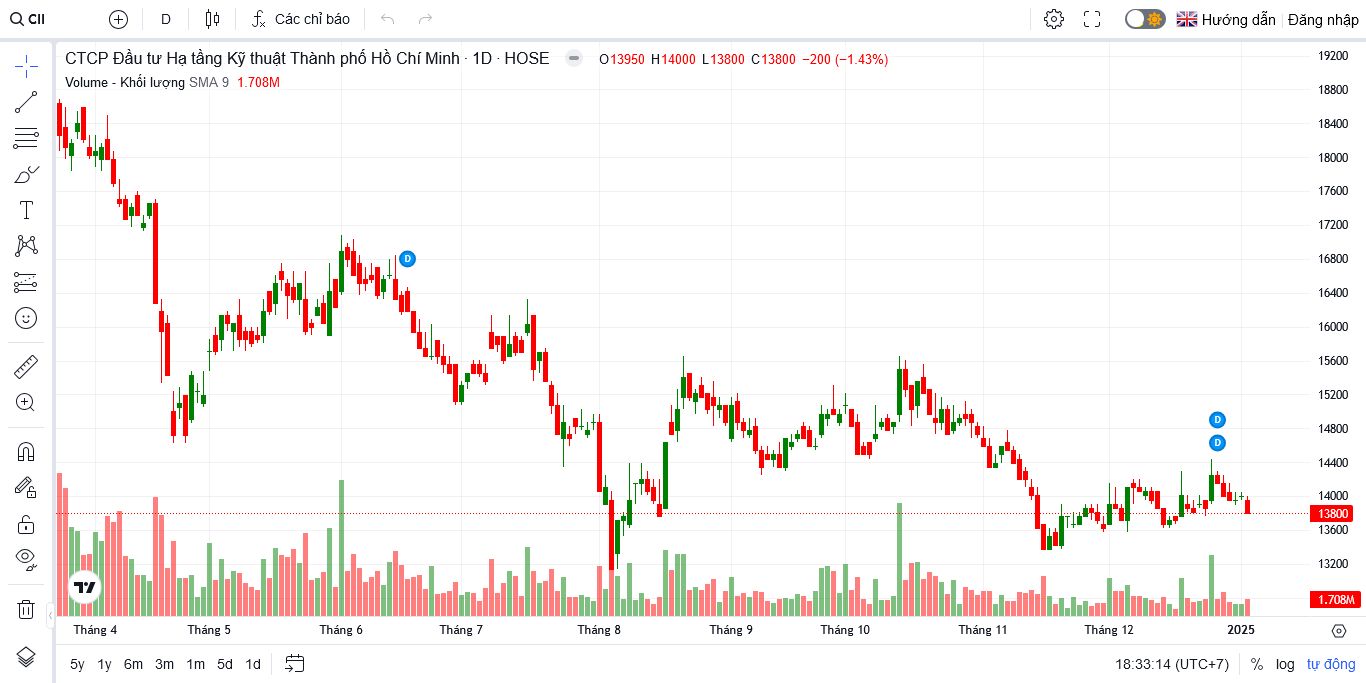 CII D Các chỉ báo Hướng dẫn Đăng nhập
CTCP Đầu tư Hạ tầng Kỹ thuật Thành phố Hồ Chí Minh · 1D · HOSE O13950 H14000 L13800 C13800 −200 (−1.43%)
Volume - Khối lượng SMA 9 1.708M
19200
18800
18400
18000
17600
17200
16800
16400
16000
15600
15200
14800
14400
14000
13800
13600
13200
1.708M
D
D
D
Tháng 4 Tháng 5 Tháng 6 Tháng 7 Tháng 8 Tháng 9 Tháng 10 Tháng 11 Tháng 12 2025
5y 1y 6m 3m 1m 5d 1d 18:33:14 (UTC+7) % log tự động